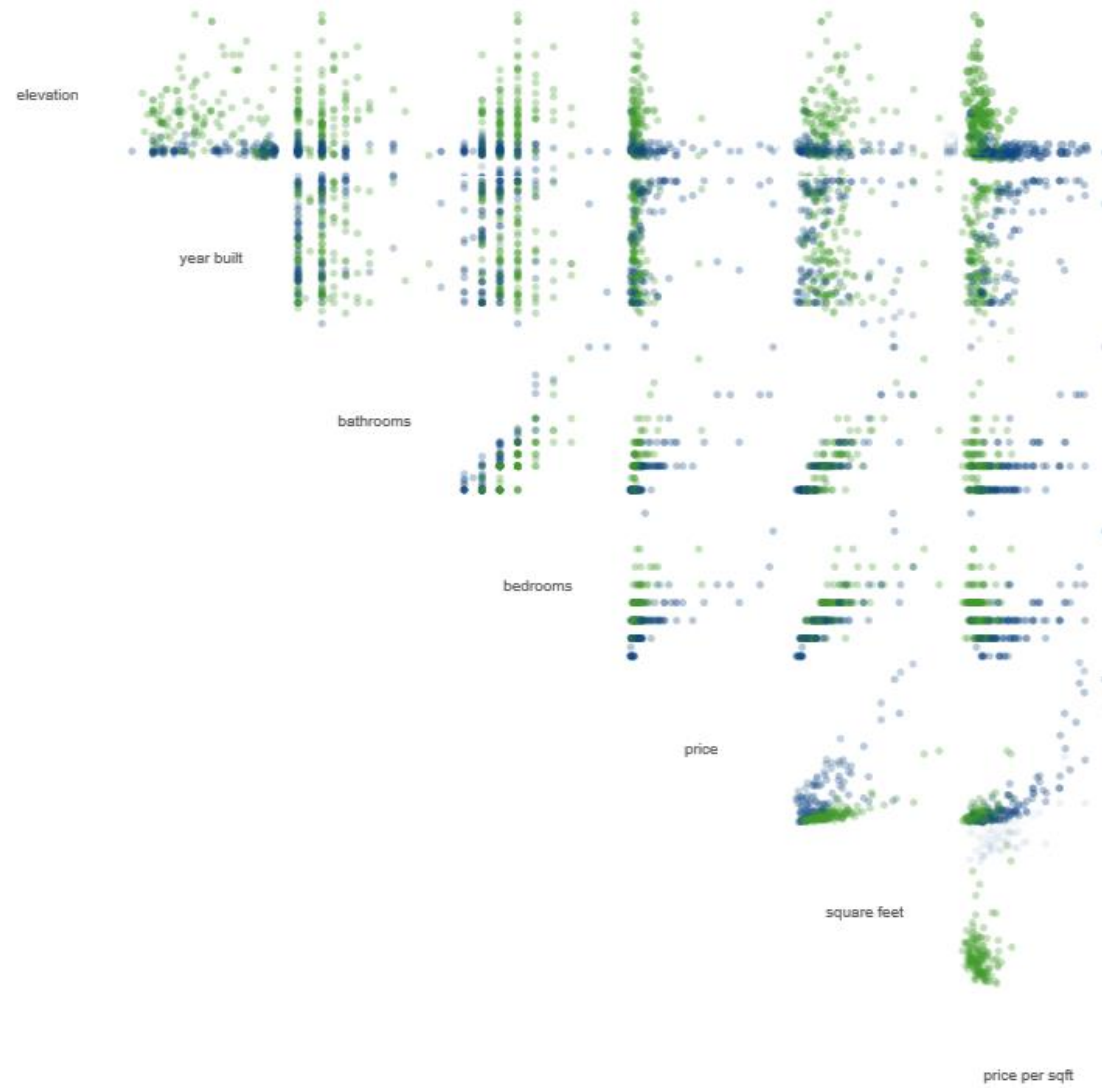 elevation
year built
bathrooms
bedrooms
price
square feet
price per sqft